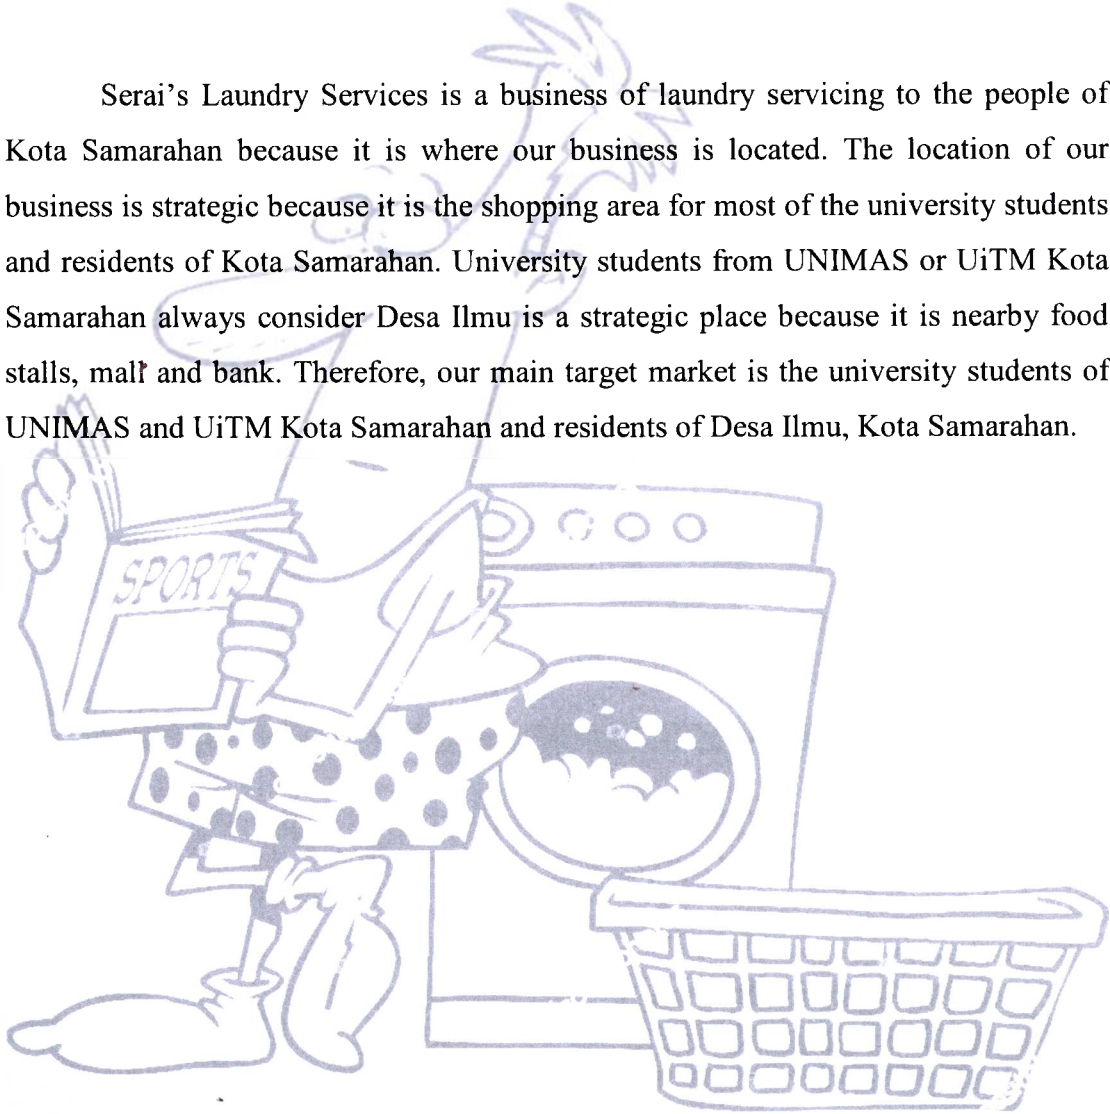 Serai's Laundry Services is a business of laundry servicing to the people of
Kota Samarahan because it is where our business is located. The location of our
business is strategic because it is the shopping area for most of the university students
and residents of Kota Samarahan. University students from UNIMAS or UiTM Kota
Samarahan always consider Desa Ilmu is a strategic place because it is nearby food
stalls, mall and bank. Therefore, our main target market is the university students of
UNIMAS and UiTM Kota Samarahan and residents of Desa Ilmu, Kota Samarahan.
SPORTS